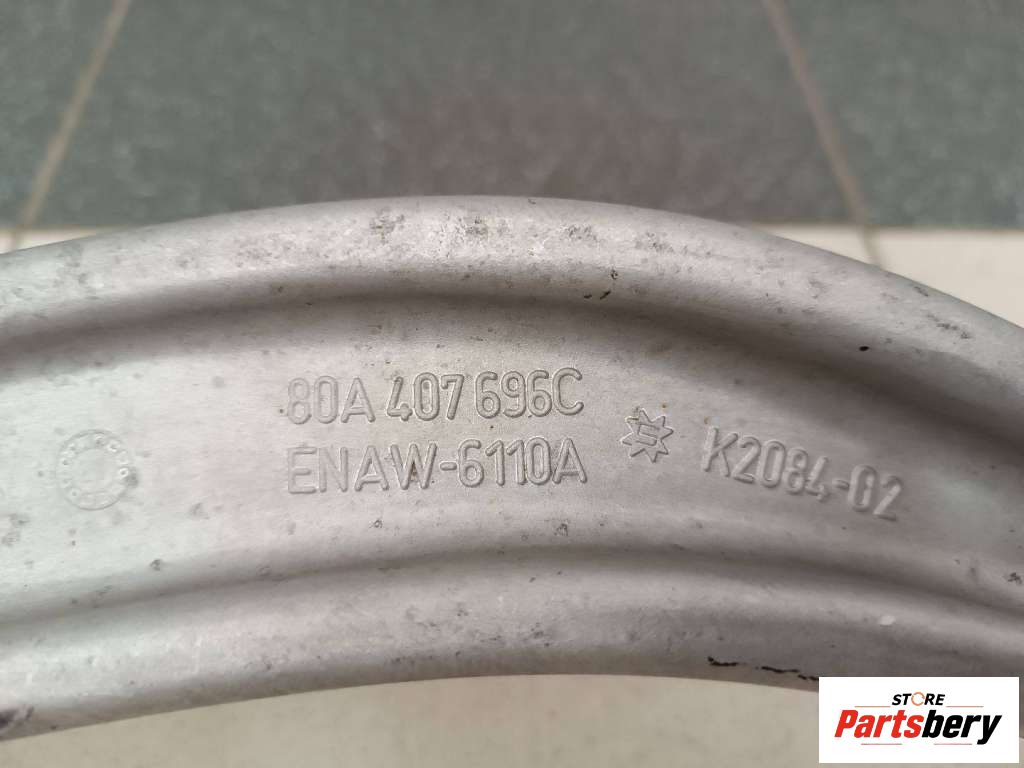 80A 407 696C
ENAW-6110A
K2084-02
STORE
Partsbery